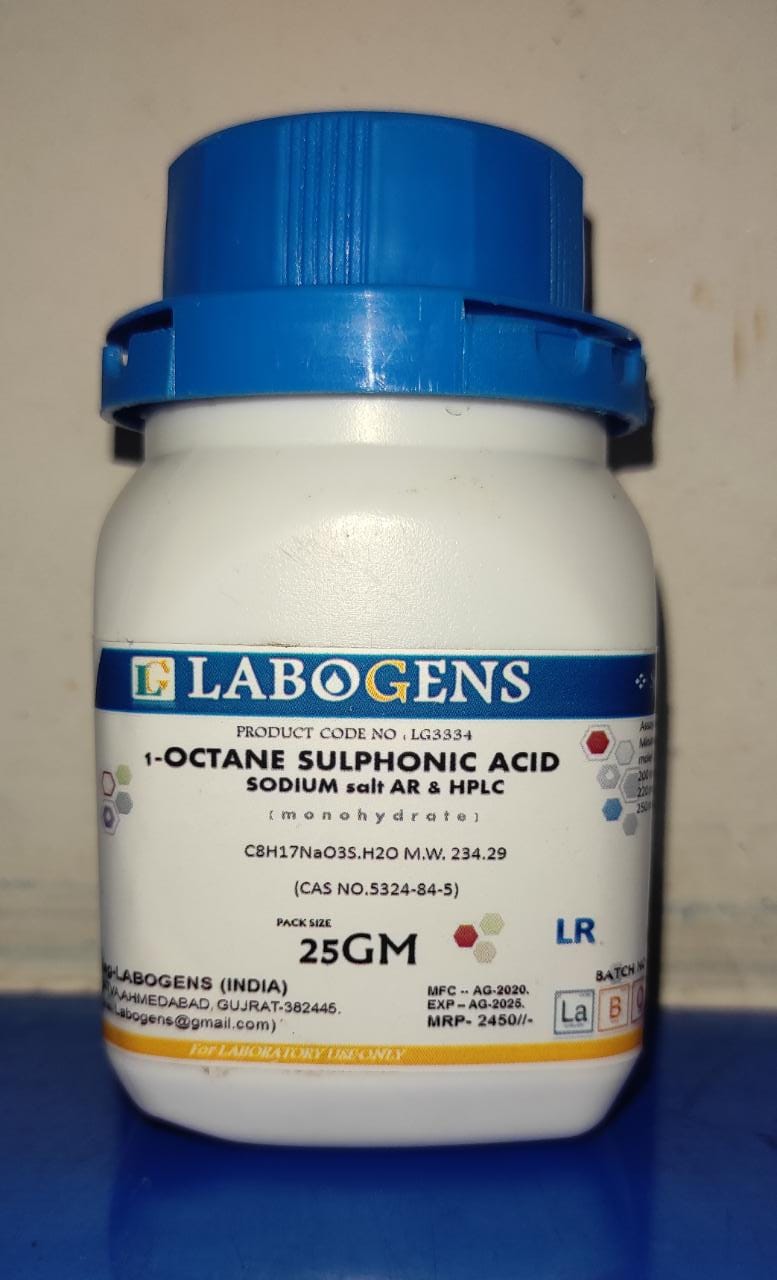 LG LABOGENS
PRODUCT CODE NO : LG3334
1-OCTANE SULPHONIC ACID
SODIUM salt AR & HPLC
(monohydrate)
C8H17NaO3S.H2O M.W. 234.29
(CAS NO.5324-84-5)
PACK SIZE
25GM
LR
LABOGENS (INDIA)
AHMEDABAD, GUJRAT-382445.
Labogens@gmail.com)
MFC -- AG-2020.
EXP - AG-2025.
MRP- 2450//-
BATCH
La B
For LABORATORY USE ONLY